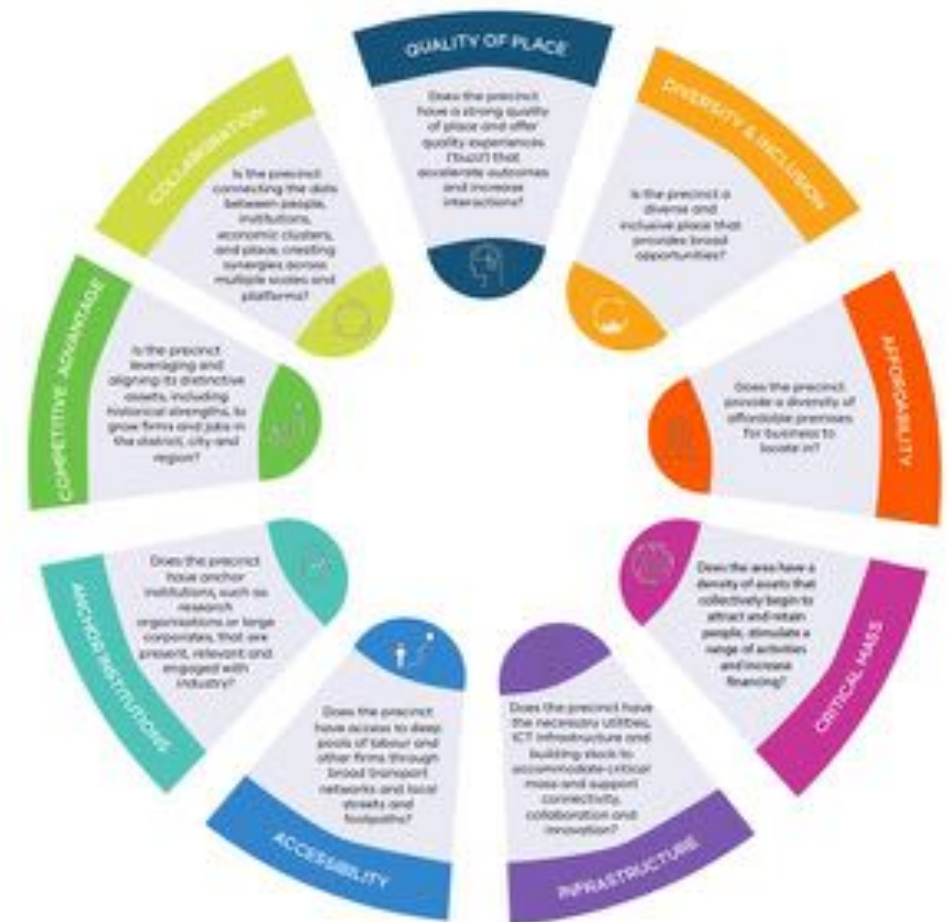 QUALITY OF PLACE
Does the precinct
have a strong quality
of place and offer
quality experiences
('buzz') that
accelerate outcomes
and increase
interactions?
DIVERSITY & INCLUSION
Is the precinct a
diverse and
inclusive place that
provides broad
opportunities?
AFFORDABILITY
Does the precinct
provide a diversity of
affordable premises
for business to
locate in?
CRITICAL MASS
Does the area have a
density of assets that
collectively begin to
attract and retain
people, stimulate a
range of activities
and increase
financing?
INFRASTRUCTURE
Does the precinct have
the necessary utilities,
ICT infrastructure and
building stock to
accommodate critical
mass and support
connectivity,
collaboration and
innovation?
ACCESSIBILITY
Does the precinct
have access to deep
pools of labour and
other firms through
broad transport
networks and local
streets and
footpaths?
ANCHOR INSTITUTIONS
Does the precinct
have anchor
institutions, such as
research
organisations or large
corporates, that are
present, relevant and
engaged with
industry?
COMPETITIVE ADVANTAGE
Is the precinct
leveraging and
aligning its distinctive
assets, including
historical strengths, to
grow firms and jobs in
the district, city and
region?
COLLABORATION
Is the precinct
connecting the dots
between people,
institutions,
economic clusters,
and place, creating
synergies across
multiple scales and
platforms?